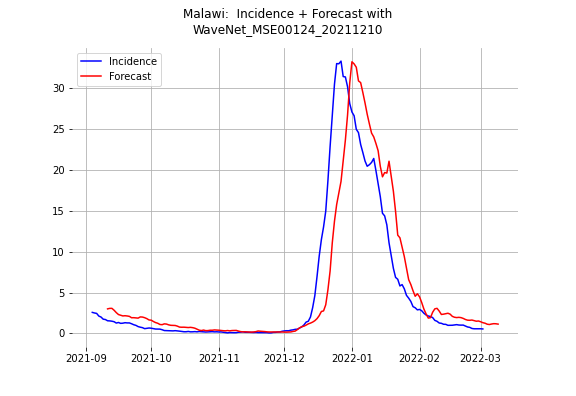 Malawi:  Incidence + Forecast with
WaveNet_MSE00124_20211210
Incidence
Forecast
30
25
20
15
10
5
0
2021-09 2021-10 2021-11 2021-12 2022-01 2022-02 2022-03